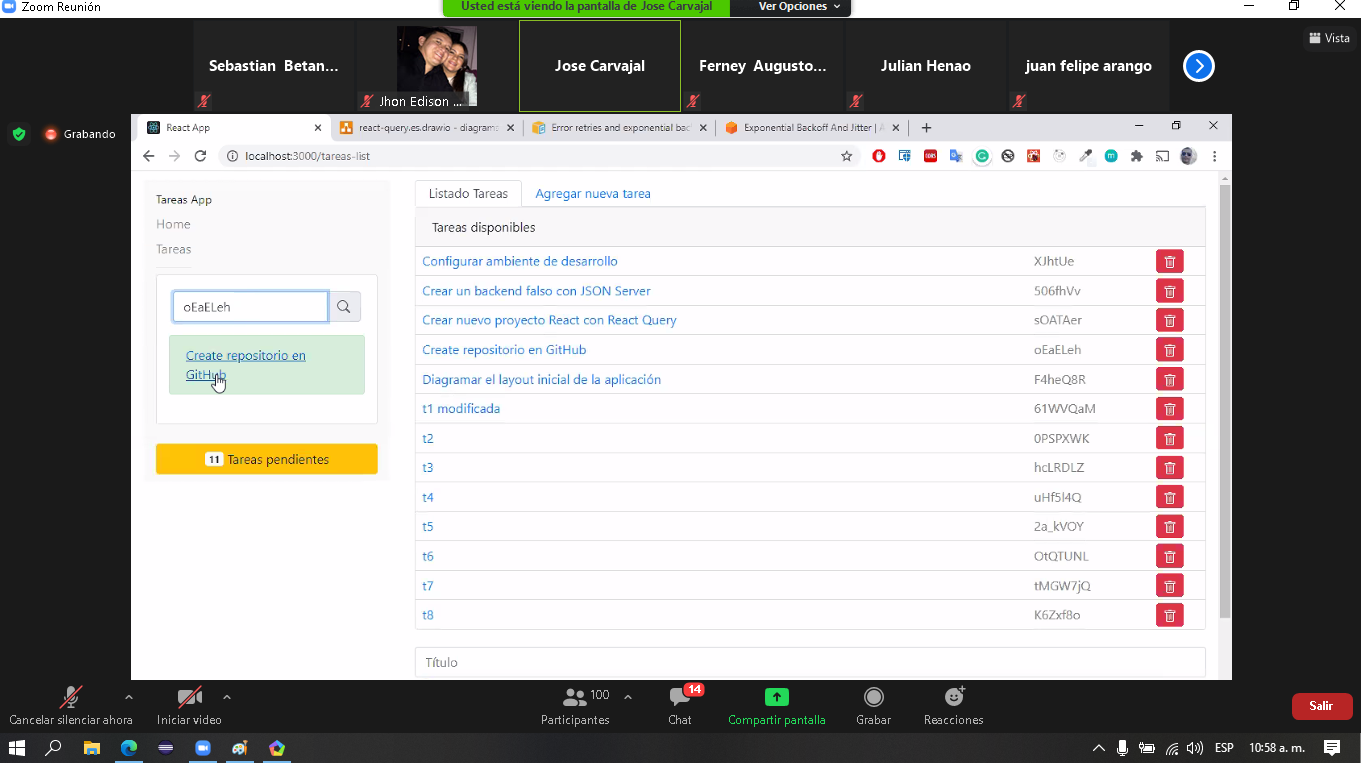 Zoom Reunión
Usted está viendo la pantalla de Jose Carvajal
Ver Opciones
Vista
Sebastian Betan...
Jhon Edison ...
Jose Carvajal
Ferney Augusto...
Julian Henao
juan felipe arango
Grabando
React App
react-query.es.drawio - diagrams
Error retries and exponential bac
Exponential Backoff And Jitter | A
localhost:3000/tareas-list
Tareas App
Home
Tareas
oEaELeh
Create repositorio en
GitHub
11 Tareas pendientes
Listado Tareas
Agregar nueva tarea
Tareas disponibles
Configurar ambiente de desarrollo XJhtUe
Crear un backend falso con JSON Server 506fhVv
Crear nuevo proyecto React con React Query sOATAer
Create repositorio en GitHub oEaELeh
Diagramar el layout inicial de la aplicación F4heQ8R
t1 modificada 61WVQaM
t2 0PSPXWK
t3 hcLRDLZ
t4 uHf5l4Q
t5 2a_kVOY
t6 OtQTUNL
t7 tMGW7jQ
t8 K6Zxf8o
Título
Cancelar silenciar ahora
Iniciar video
100
Participantes
14
Chat
Compartir pantalla
Grabar
Reacciones
Salir
ESP
10:58 a. m.